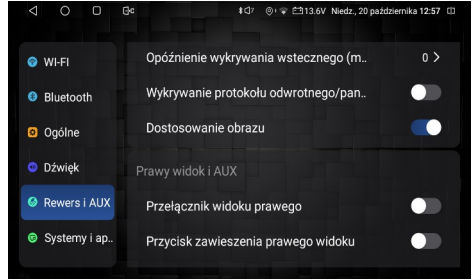 7 13.6V Niedz., 20 października 12:57
WI-FI
Bluetooth
Ogólne
Dźwięk
Rewers i AUX
Systemy i ap..
Opóźnienie wykrywania wstecznego (m.. 0
Wykrywanie protokołu odwrotnego/pan..
Dostosowanie obrazu
Prawy widok i AUX
Przełącznik widoku prawego
Przycisk zawieszenia prawego widoku